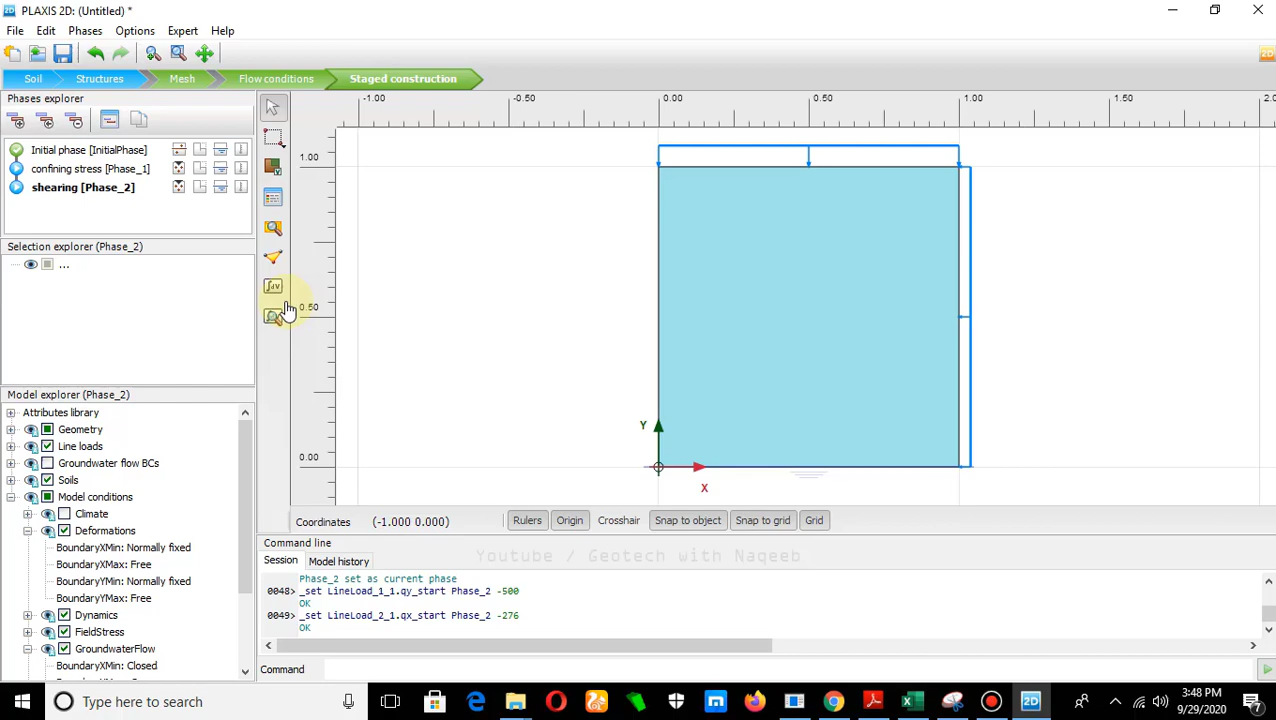 PLAXIS 2D: (Untitled) *
File Edit Phases Options Expert Help
2D
Soil Structures Mesh Flow conditions Staged construction
Phases explorer
Initial phase [InitialPhase]
confining stress [Phase_1]
shearing [Phase_2]
Selection explorer (Phase_2)
...
Model explorer (Phase_2)
Attributes library
Geometry
Line loads
Groundwater flow BCs
Soils
Model conditions
Climate
Deformations
BoundaryXMin: Normally fixed
BoundaryXMax: Free
BoundaryYMin: Normally fixed
BoundaryYMax: Free
Dynamics
FieldStress
GroundwaterFlow
BoundaryXMin: Closed
∫dv
-1.00 -0.50 0.00 0.50 1.00 1.50 2.0
1.00
0.50
0.00
Y
X
Coordinates (-1.000 0.000) Rulers Origin Crosshair Snap to object Snap to grid Grid
Command line
Youtube / Geotech with Naqeeb
Session Model history
Phase_2 set as current phase
0048> _set LineLoad_1_1.qy_start Phase_2 -500
OK
0049> _set LineLoad_2_1.qx_start Phase_2 -276
OK
Command
Type here to search
2D
3:48 PM
9/29/2020
7